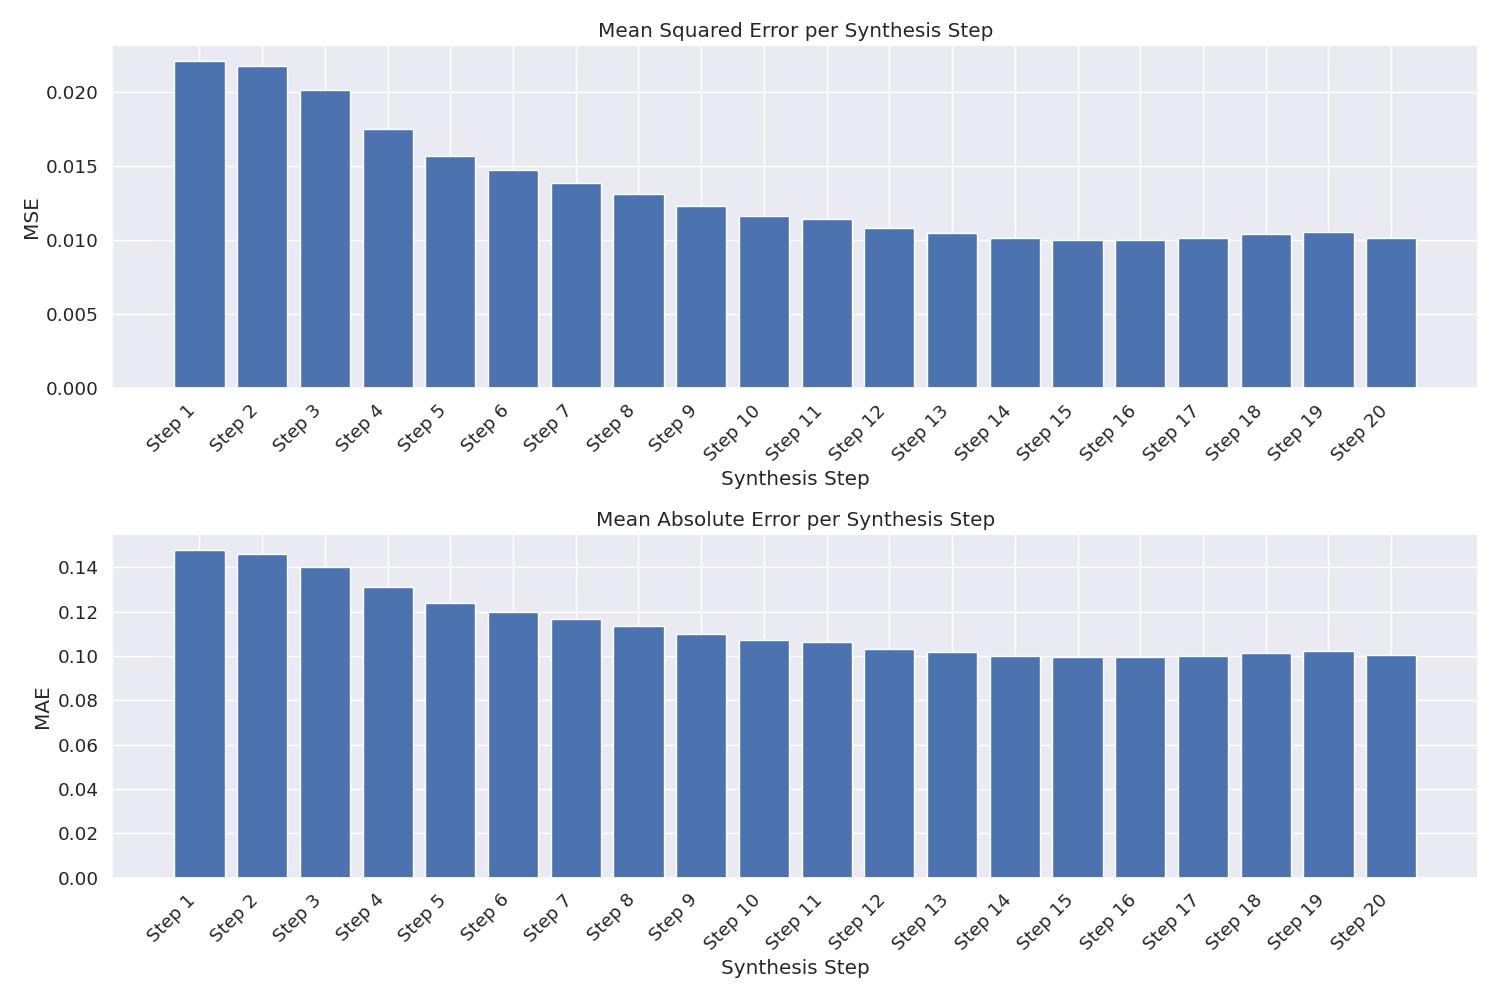 Mean Squared Error per Synthesis Step
MSE
0.020
0.015
0.010
0.005
0.000
Step 1
Step 2
Step 3
Step 4
Step 5
Step 6
Step 7
Step 8
Step 9
Step 10
Step 11
Step 12
Step 13
Step 14
Step 15
Step 16
Step 17
Step 18
Step 19
Step 20
Synthesis Step
Mean Absolute Error per Synthesis Step
MAE
0.14
0.12
0.10
0.08
0.06
0.04
0.02
0.00
Step 1
Step 2
Step 3
Step 4
Step 5
Step 6
Step 7
Step 8
Step 9
Step 10
Step 11
Step 12
Step 13
Step 14
Step 15
Step 16
Step 17
Step 18
Step 19
Step 20
Synthesis Step